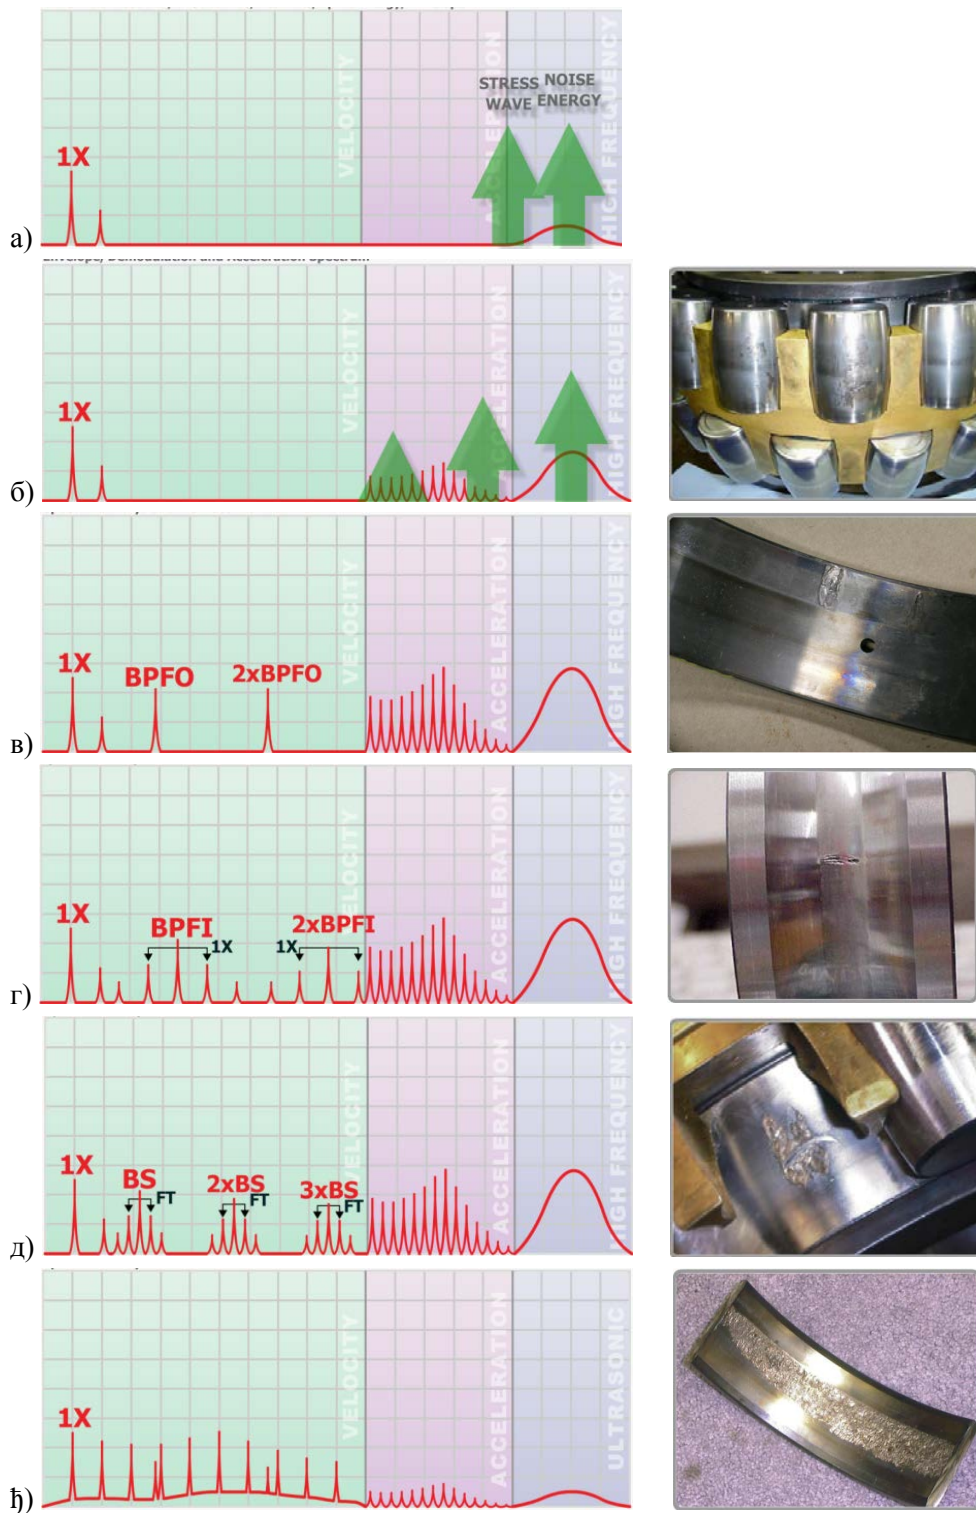 VELOCITY
ACCELERATION
HIGH FREQUENCY
STRESS NOISE
WAVE ENERGY
1X
а)
VELOCITY
ACCELERATION
HIGH FREQUENCY
1X
б)
VELOCITY
ACCELERATION
HIGH FREQUENCY
1X
BPFO
2xBPFO
в)
VELOCITY
ACCELERATION
HIGH FREQUENCY
1X
BPFI
1X
2xBPFI
1X
г)
VELOCITY
ACCELERATION
HIGH FREQUENCY
1X
BS
FT
2xBS
FT
3xBS
FT
д)
VELOCITY
ACCELERATION
ULTRASONIC
1X
ђ)